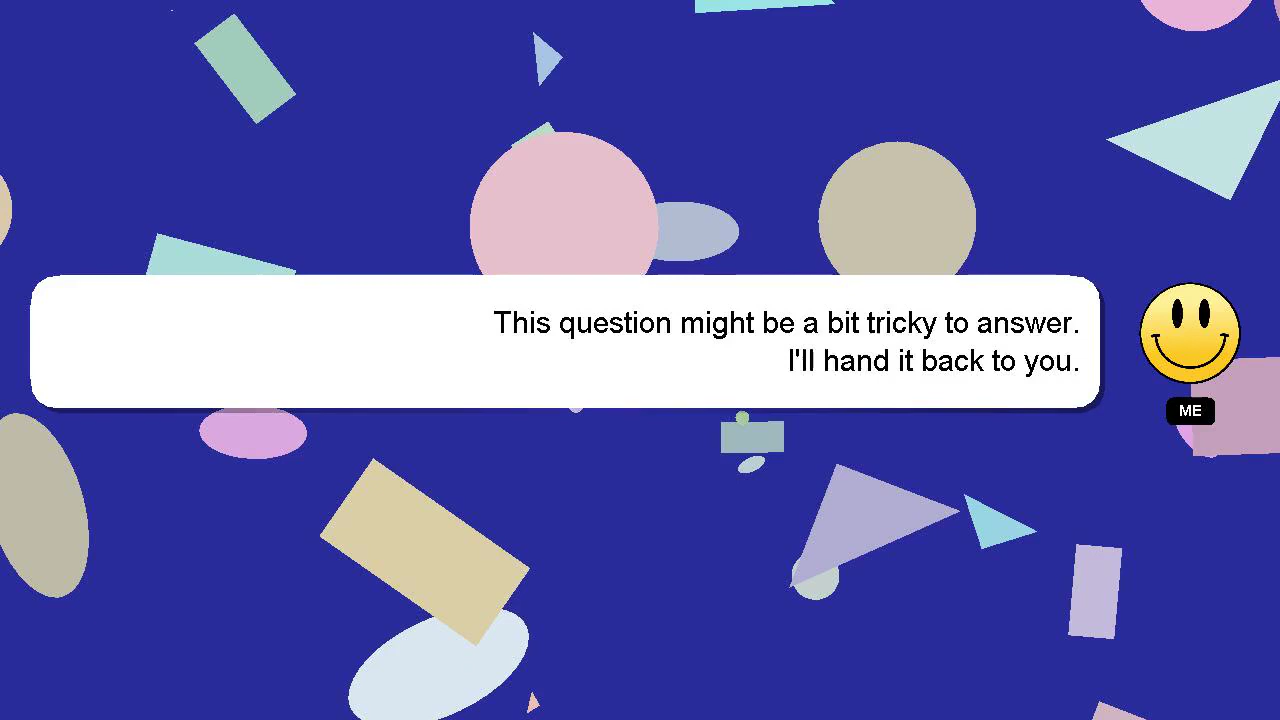 This question might be a bit tricky to answer.
I'll hand it back to you.
ME